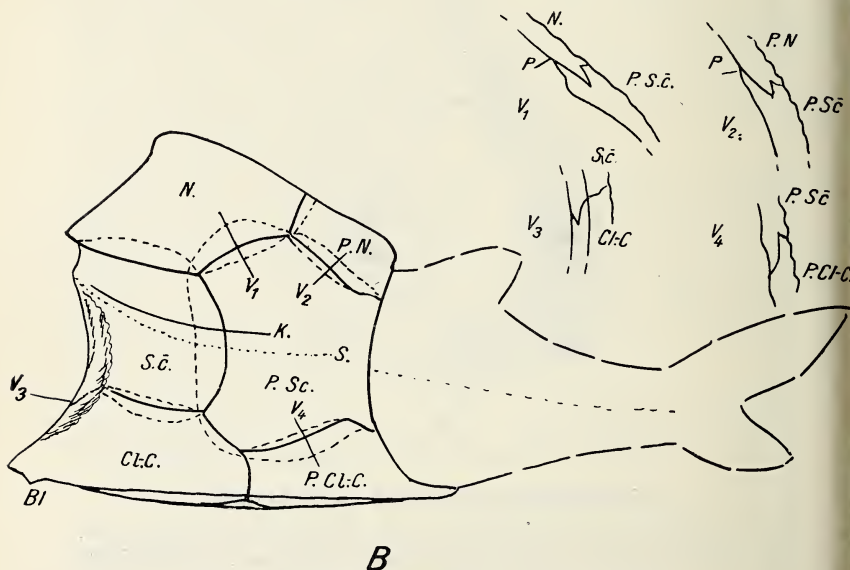 N.
P
P. S.c̄.
V₁
P. N
P
P. Sc̄
V₂.
S.c̄.
V₃
Cl:-C
P. Sc̄
V₄
P. Cl-C.
N.
P. N.
V₁
V₂
K.
S.
S.c̄.
P. Sc.
V₃
V₄
Cl:-C.
P. Cl:-C.
Bl
B